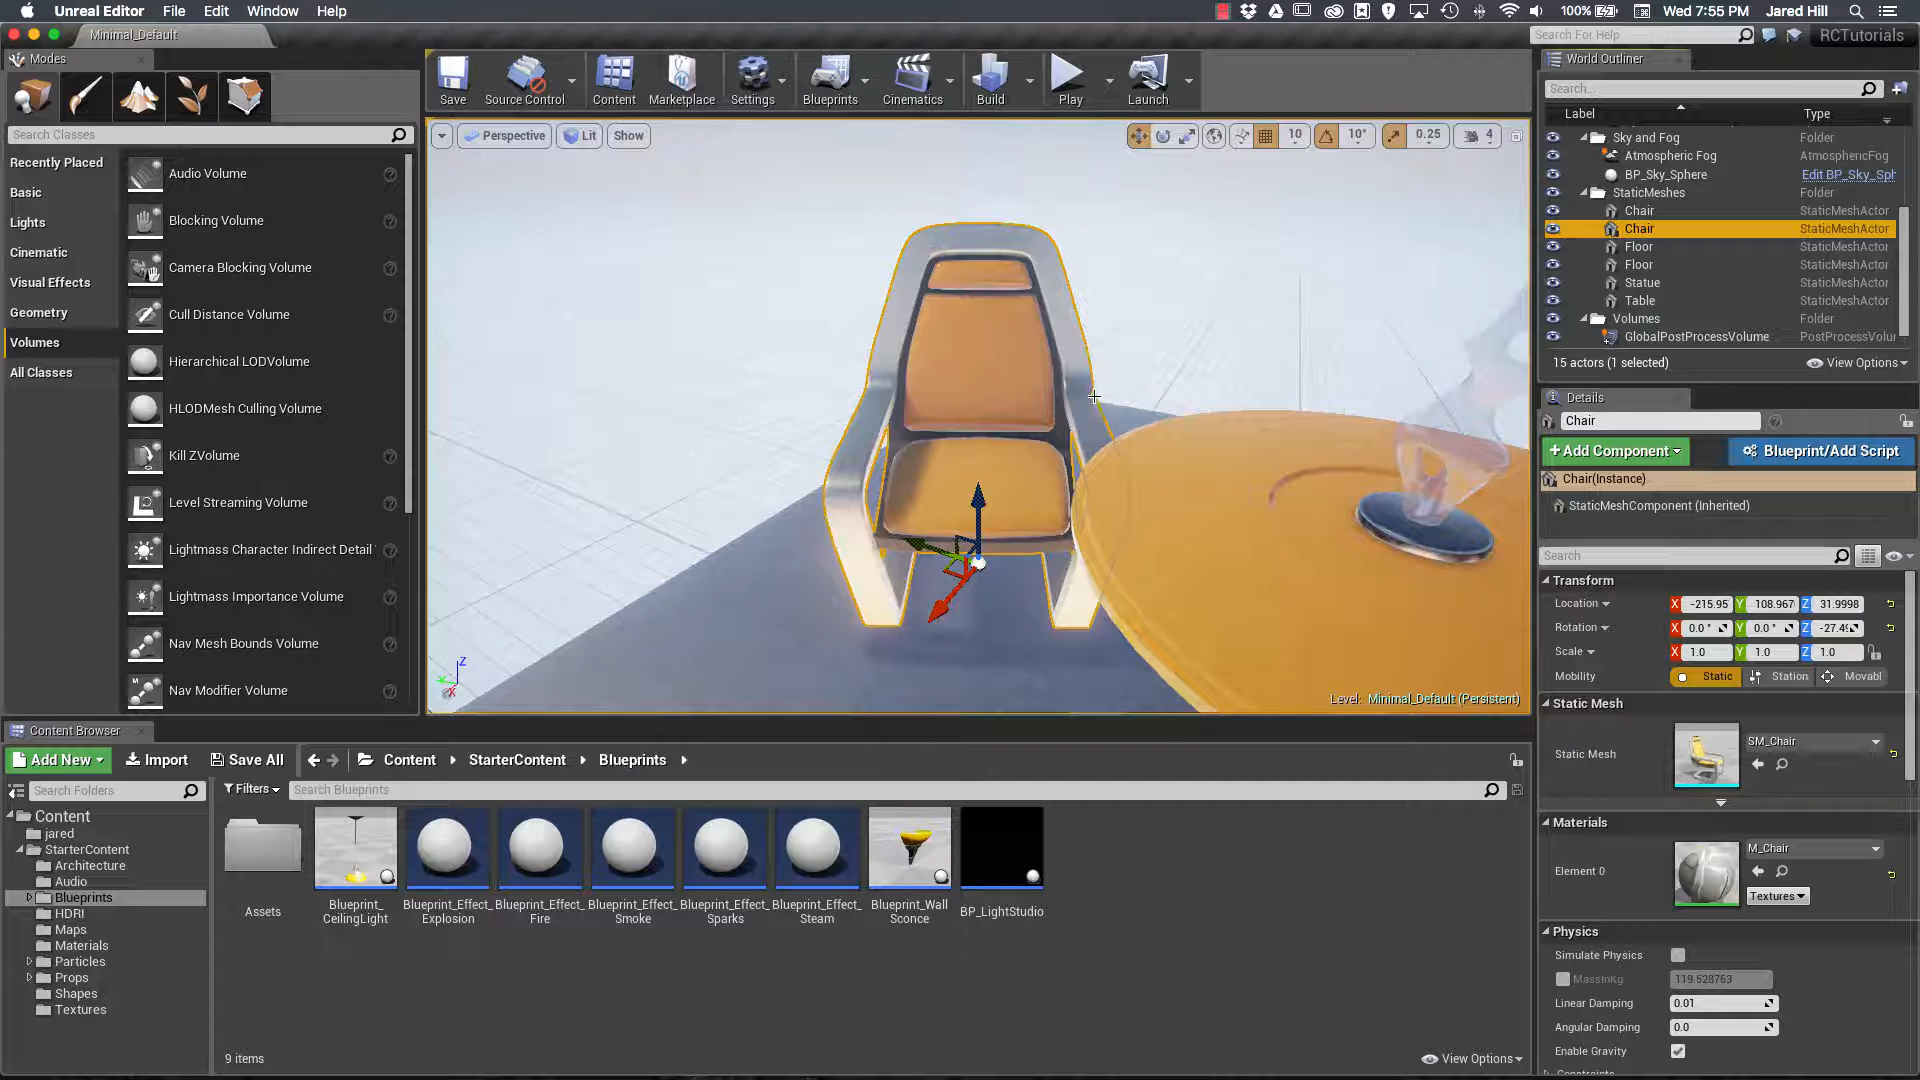 Unreal Editor File Edit Window Help
100% Wed 7:55 PM Jared Hill
Minimal_Default
Search For Help
RCTutorials
Modes
Search Classes
Recently Placed
Basic
Lights
Cinematic
Visual Effects
Geometry
Volumes
All Classes
Audio Volume
Blocking Volume
Camera Blocking Volume
Cull Distance Volume
Hierarchical LODVolume
HLODMesh Culling Volume
Kill ZVolume
Level Streaming Volume
Lightmass Character Indirect Detail
Lightmass Importance Volume
Nav Mesh Bounds Volume
Nav Modifier Volume
Save Source Control Content Marketplace Settings Blueprints Cinematics Build Play Launch
Perspective Lit Show
10 10° 0.25 4
Z
X
Level: Minimal_Default (Persistent)
World Outliner
Search...
Label Type
Sky and Fog Folder
Atmospheric Fog AtmosphericFog
BP_Sky_Sphere Edit BP_Sky_Sph
StaticMeshes Folder
Chair StaticMeshActor
Chair StaticMeshActor
Floor StaticMeshActor
Floor StaticMeshActor
Statue StaticMeshActor
Table StaticMeshActor
Volumes Folder
GlobalPostProcessVolume PostProcessVolu
15 actors (1 selected) View Options
Details
Chair
+Add Component Blueprint/Add Script
Chair(Instance)
StaticMeshComponent (Inherited)
Search
Transform
Location X -215.95 Y 108.967 Z 31.9998
Rotation X 0.0 ° Y 0.0 ° Z -27.49
Scale X 1.0 Y 1.0 Z 1.0
Mobility Static Station Movabl
Static Mesh
Static Mesh SM_Chair
Materials
Element 0 M_Chair
Textures
Physics
Simulate Physics
MassInKg 119.528763
Linear Damping 0.01
Angular Damping 0.0
Enable Gravity
Constraints
Content Browser
Add New Import Save All Content StarterContent Blueprints
Search Folders
Filters Search Blueprints
Content
jared
StarterContent
Architecture
Audio
Blueprints
HDRI
Maps
Materials
Particles
Props
Shapes
Textures
Assets
Blueprint_
CeilingLight
Blueprint_Effect_
Explosion
Blueprint_Effect_
Fire
Blueprint_Effect_
Smoke
Blueprint_Effect_
Sparks
Blueprint_Effect_
Steam
Blueprint_Wall
Sconce
BP_LightStudio
9 items View Options